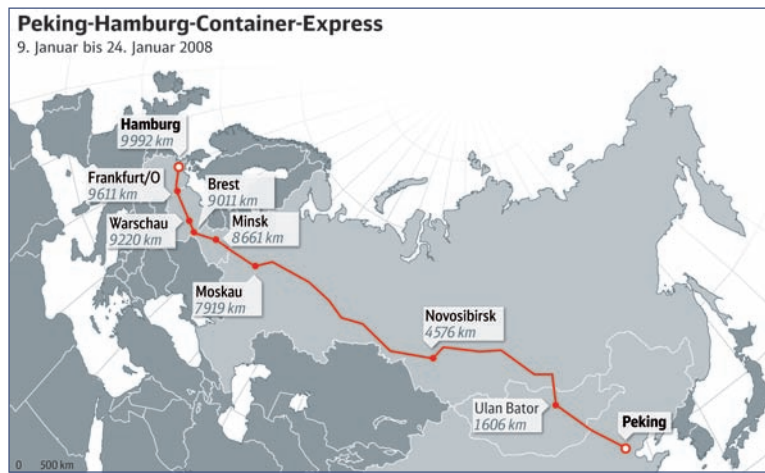 Peking-Hamburg-Container-Express
9. Januar bis 24. Januar 2008
Hamburg
9992 km
Frankfurt/O
9611 km
Brest
9011 km
Warschau
9220 km
Minsk
8661 km
Moskau
7919 km
Novosibirsk
4576 km
Ulan Bator
1606 km
Peking
0 500 km